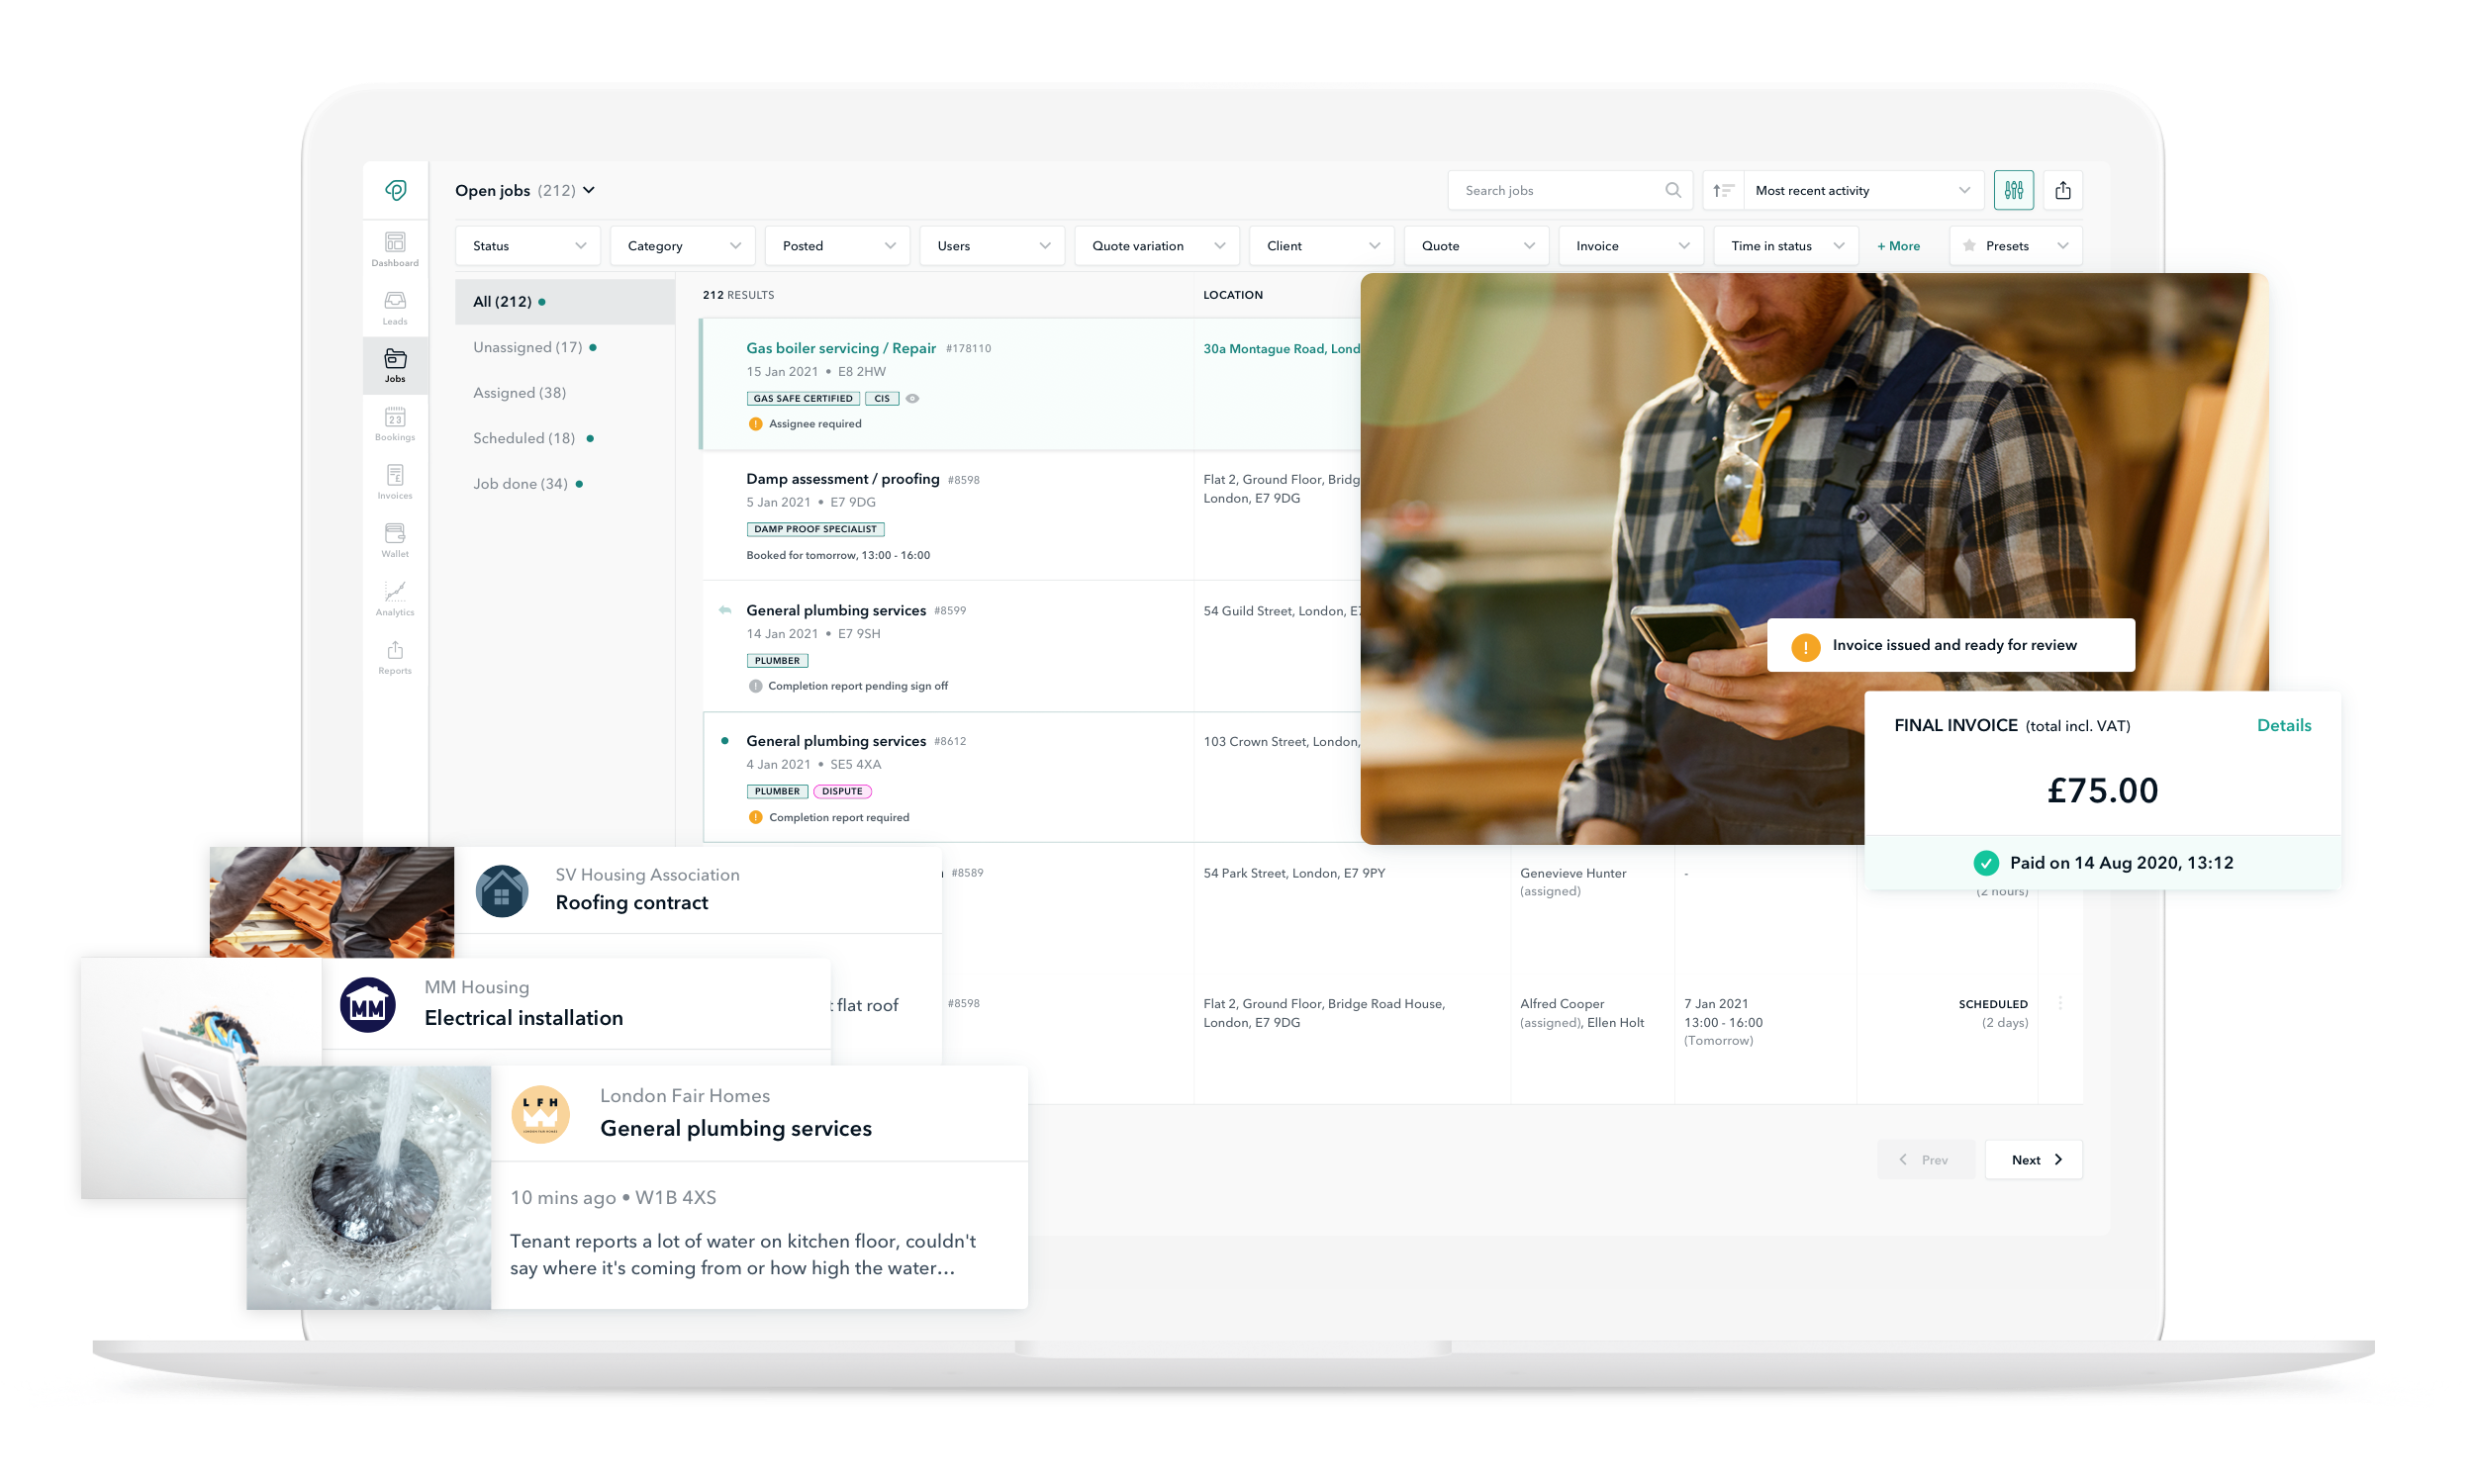 Open jobs (212)
Search jobs
Most recent activity
Status
Category
Posted
Users
Quote variation
Client
Quote
Invoice
Time in status
+ More
Presets
Dashboard
Leads
Jobs
23
Bookings
Invoices
Wallet
Analytics
Reports
All (212)
Unassigned (17)
Assigned (38)
Scheduled (18)
Job done (34)
212 RESULTS
LOCATION
Gas boiler servicing / Repair #178110
15 Jan 2021 • E8 2HW
GAS SAFE CERTIFIED CIS
Assignee required
30a Montague Road, Lond
Damp assessment / proofing #8598
5 Jan 2021 • E7 9DG
DAMP PROOF SPECIALIST
Booked for tomorrow, 13:00 - 16:00
Flat 2, Ground Floor, Bridg
London, E7 9DG
General plumbing services #8599
14 Jan 2021 • E7 9SH
PLUMBER
Completion report pending sign off
54 Guild Street, London, E7
General plumbing services #8612
4 Jan 2021 • SE5 4XA
PLUMBER DISPUTE
Completion report required
103 Crown Street, London,
Invoice issued and ready for review
FINAL INVOICE (total incl. VAT)
Details
£75.00
Paid on 14 Aug 2020, 13:12
#8589
54 Park Street, London, E7 9PY
Genevieve Hunter
(assigned)
-
(2 hours)
#8598
Flat 2, Ground Floor, Bridge Road House,
London, E7 9DG
Alfred Cooper
(assigned), Ellen Holt
7 Jan 2021
13:00 - 16:00
(Tomorrow)
SCHEDULED
(2 days)
Prev
Next
SV Housing Association
Roofing contract
flat roof
MM
MM Housing
Electrical installation
LFH
LONDON FAIR HOMES
London Fair Homes
General plumbing services
10 mins ago • W1B 4XS
Tenant reports a lot of water on kitchen floor, couldn't
say where it's coming from or how high the water...